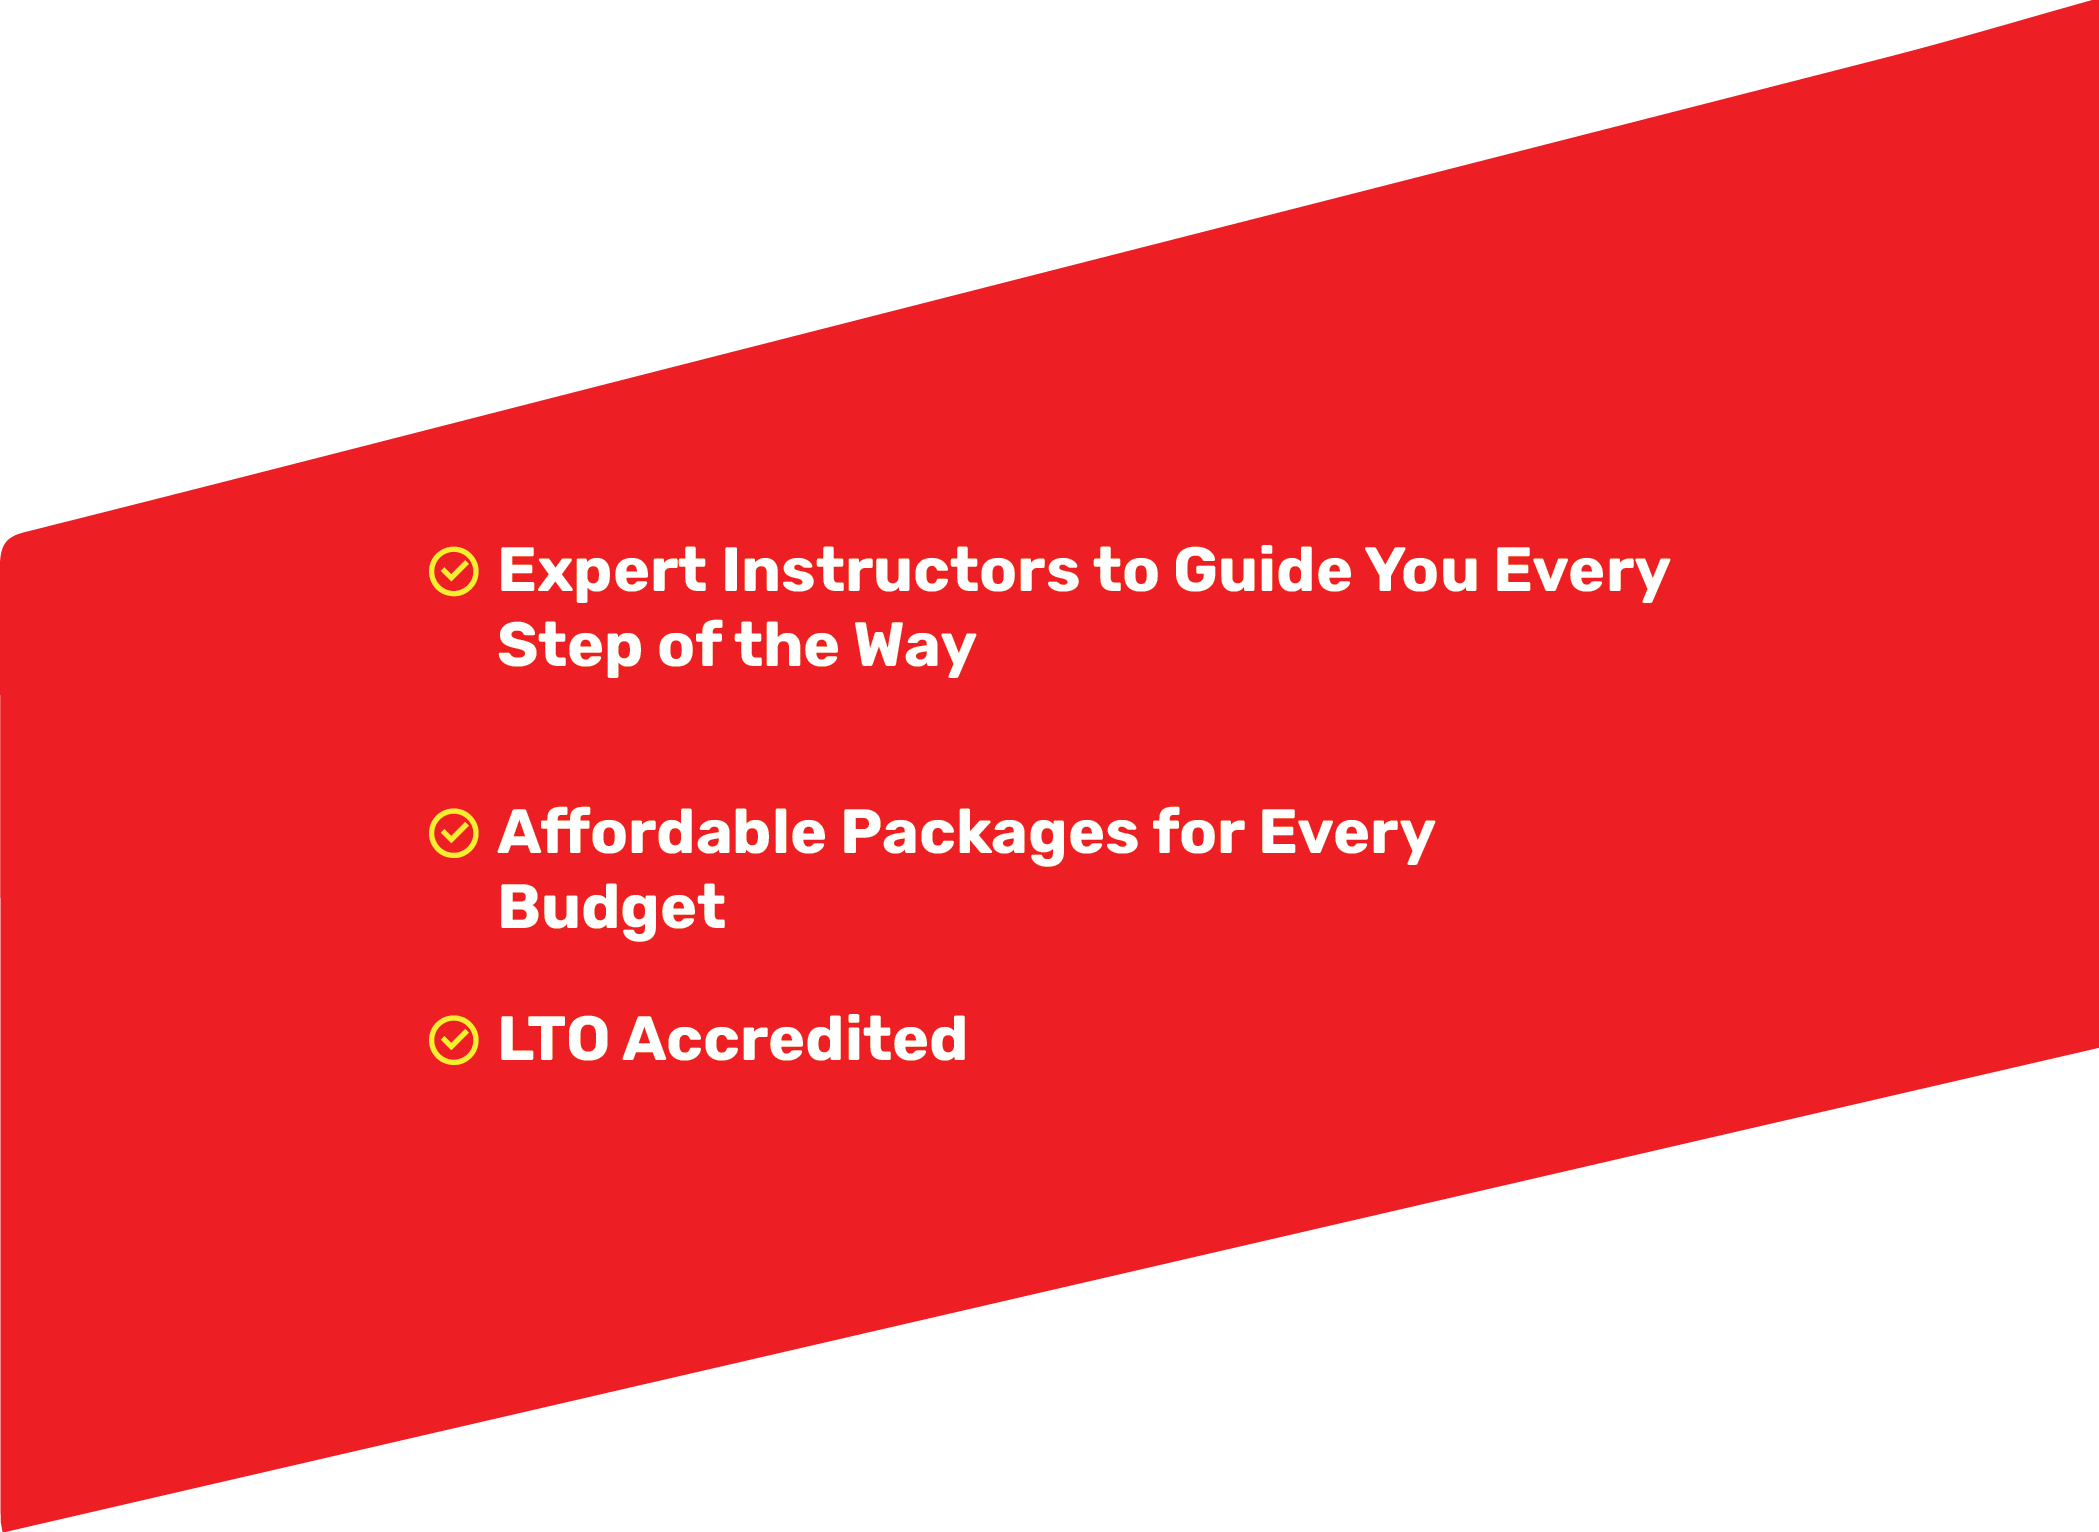 Expert Instructors to Guide You Every
Step of the Way
Affordable Packages for Every
Budget
LTO Accredited